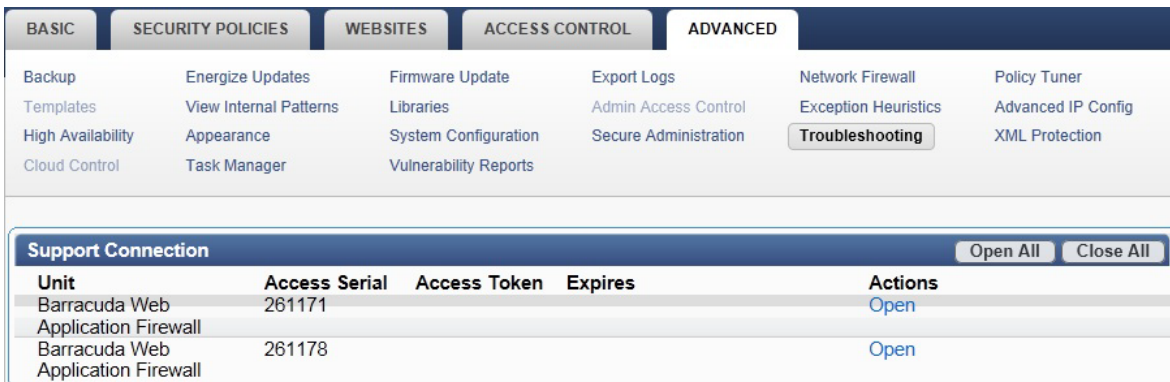 BASIC SECURITY POLICIES WEBSITES ACCESS CONTROL ADVANCED
Backup Energize Updates Firmware Update Export Logs Network Firewall Policy Tuner
Templates View Internal Patterns Libraries Admin Access Control Exception Heuristics Advanced IP Config
High Availability Appearance System Configuration Secure Administration Troubleshooting XML Protection
Cloud Control Task Manager Vulnerability Reports
Support Connection Open All Close All
Unit Access Serial Access Token Expires Actions
Barracuda Web 261171 Open
Application Firewall
Barracuda Web 261178 Open
Application Firewall